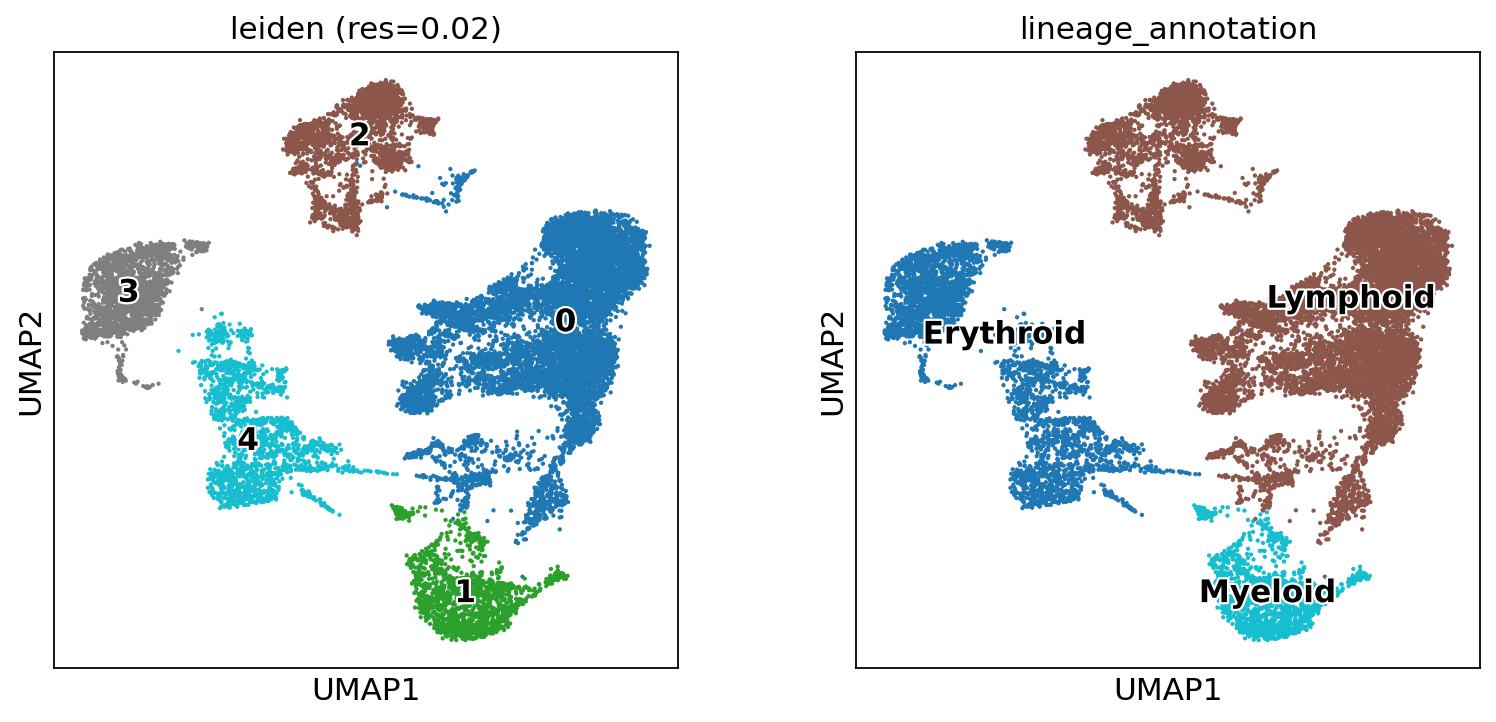 leiden (res=0.02)
2
3
0
4
1
UMAP2
UMAP1
lineage_annotation
Lymphoid
Erythroid
Myeloid
UMAP2
UMAP1